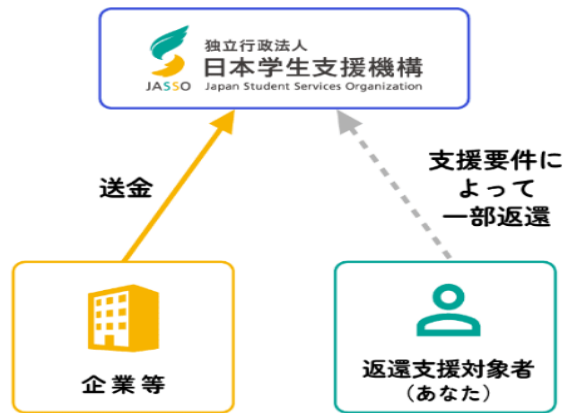 独立行政法人
日本学生支援機構
JASSO Japan Student Services Organization
送金
支援要件に
よって
一部返還
企業等
返還支援対象者
（あなた）